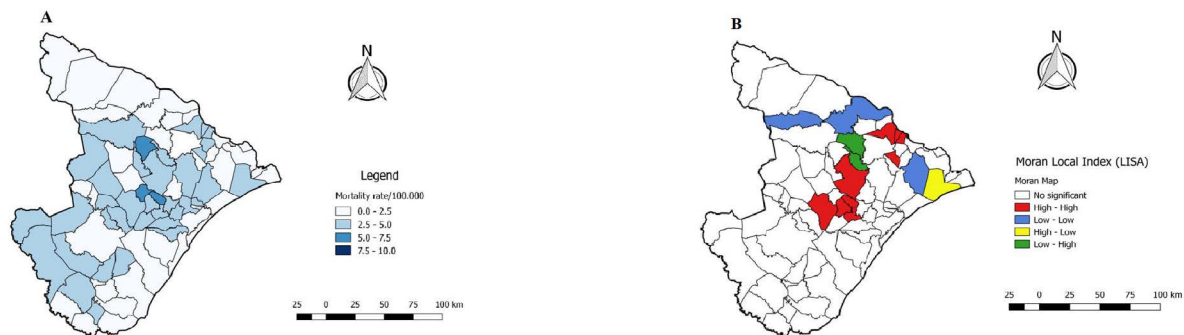 A
N
Legend
Mortality rate/100.000
0.0 - 2.5
2.5 - 5.0
5.0 - 7.5
7.5 - 10.0
25 0 25 50 75 100 km
B
N
Moran Local Index (LISA)
Moran Map
No significant
High - High
Low - Low
High - Low
Low - High
25 0 25 50 75 100 km